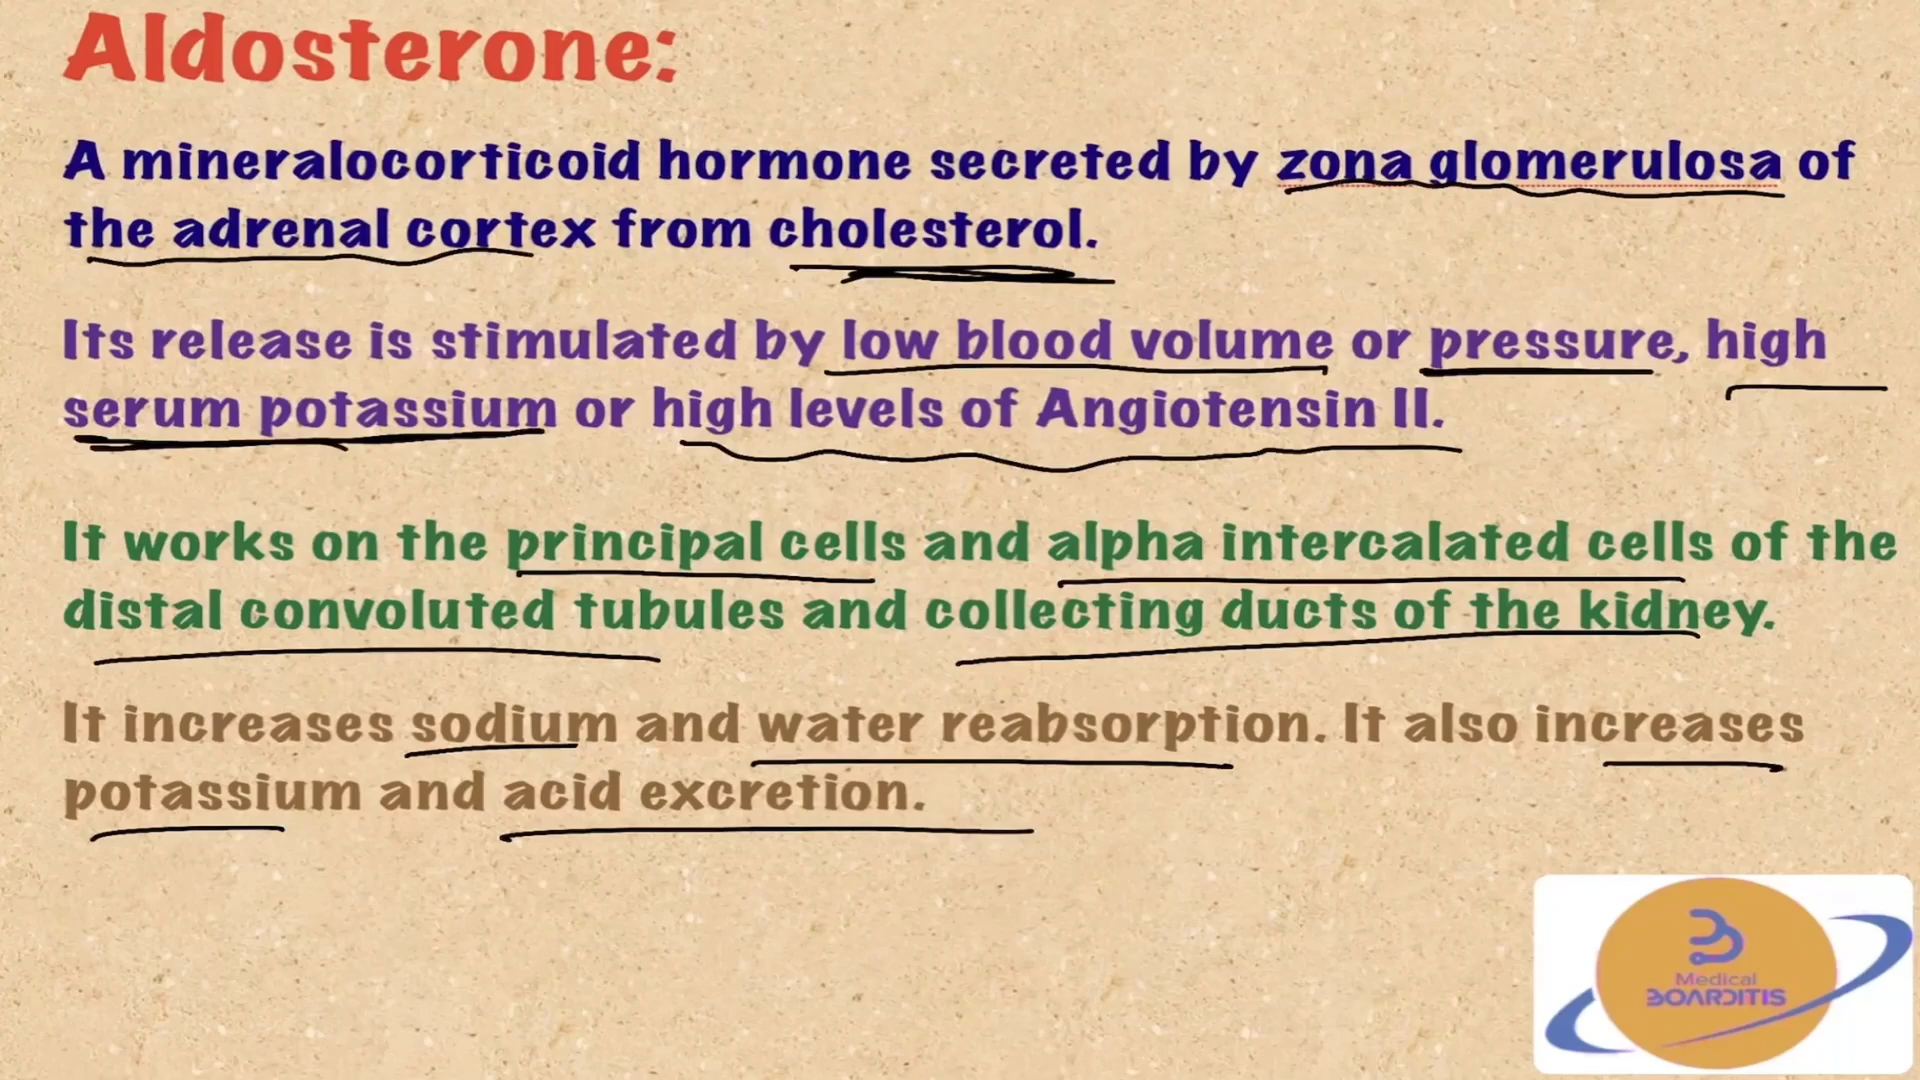 Aldosterone:
A mineralocorticoid hormone secreted by zona glomerulosa of
the adrenal cortex from cholesterol.
Its release is stimulated by low blood volume or pressure, high
serum potassium or high levels of Angiotensin II.
It works on the principal cells and alpha intercalated cells of the
distal convoluted tubules and collecting ducts of the kidney.
It increases sodium and water reabsorption. It also increases
potassium and acid excretion.
Medical
BOARDITIS